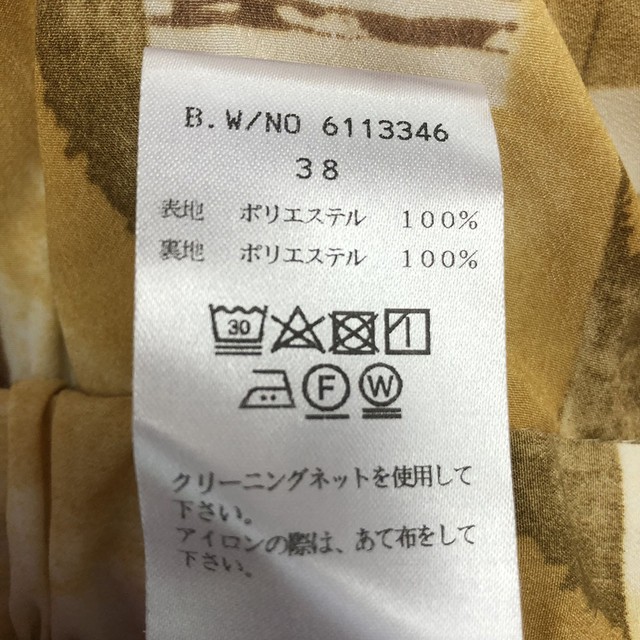 B.W/NO 6113346
38
表地 ポリエステル 100%
裏地 ポリエステル 100%
30
F W
クリーニングネットを使用して
下さい。
アイロンの際は、あて布をして
下さい。